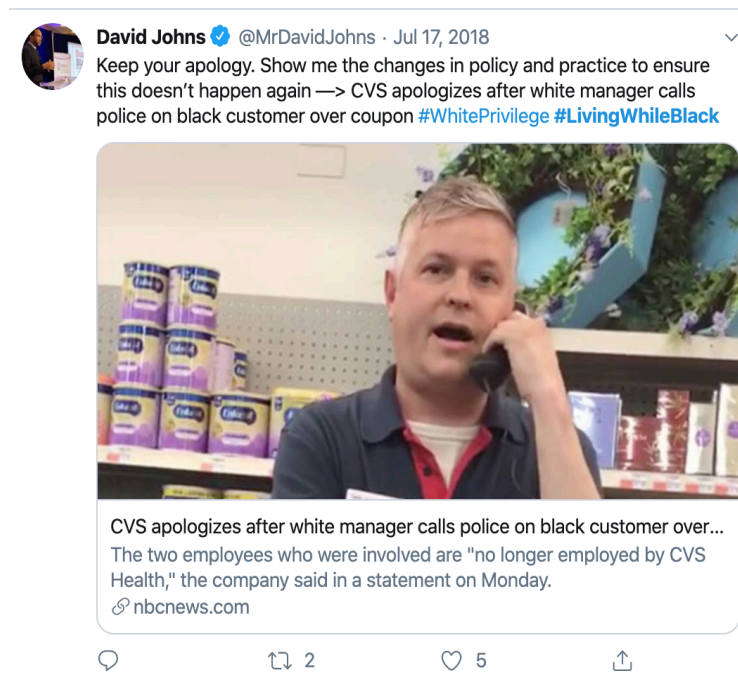 David Johns @MrDavidJohns · Jul 17, 2018
Keep your apology. Show me the changes in policy and practice to ensure
this doesn't happen again —> CVS apologizes after white manager calls
police on black customer over coupon #WhitePrivilege #LivingWhileBlack
CVS apologizes after white manager calls police on black customer over...
The two employees who were involved are "no longer employed by CVS
Health," the company said in a statement on Monday.
nbcnews.com
2 5